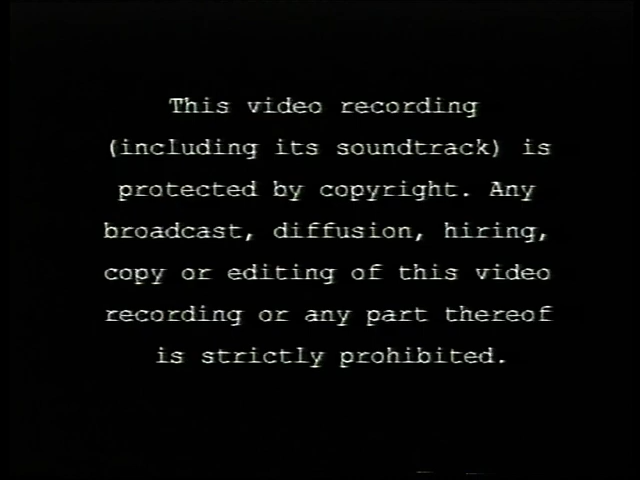 This video recording
(including its soundtrack) is
protected by copyright. Any
broadcast, diffusion, hiring,
copy or editing of this video
recording or any part thereof
is strictly prohibited.